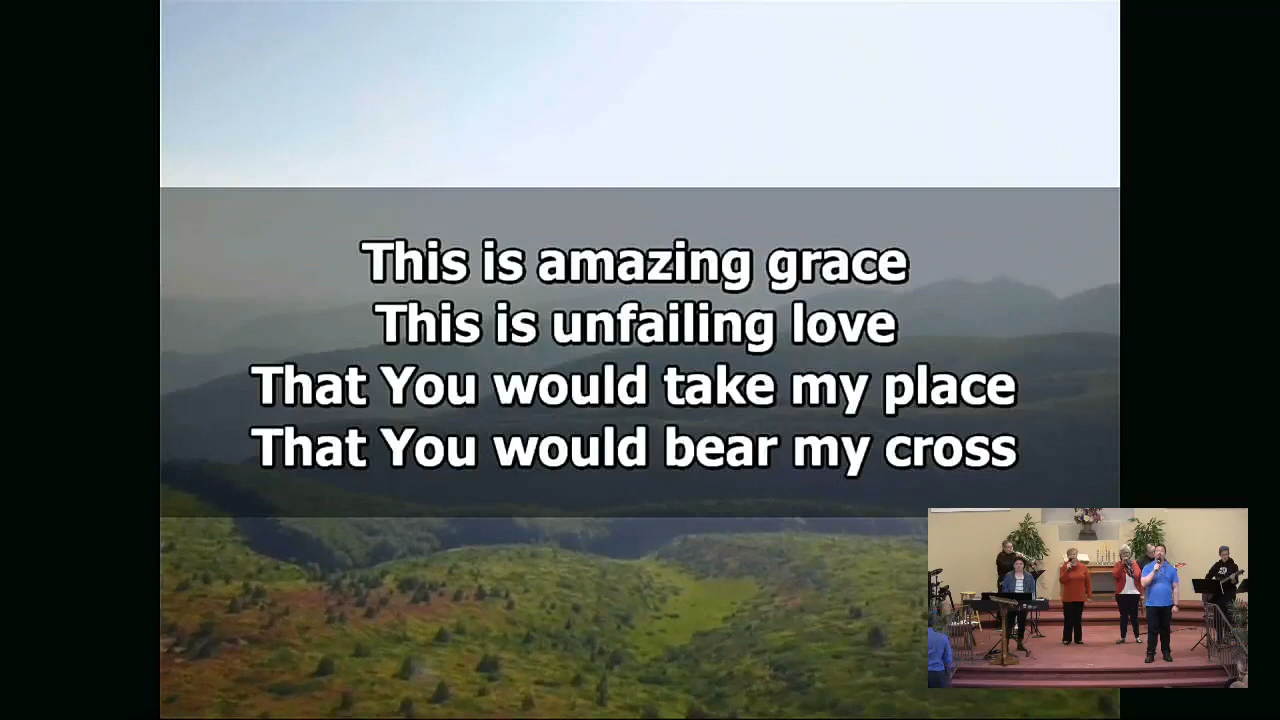 This is amazing grace
This is unfailing love
That You would take my place
That You would bear my cross